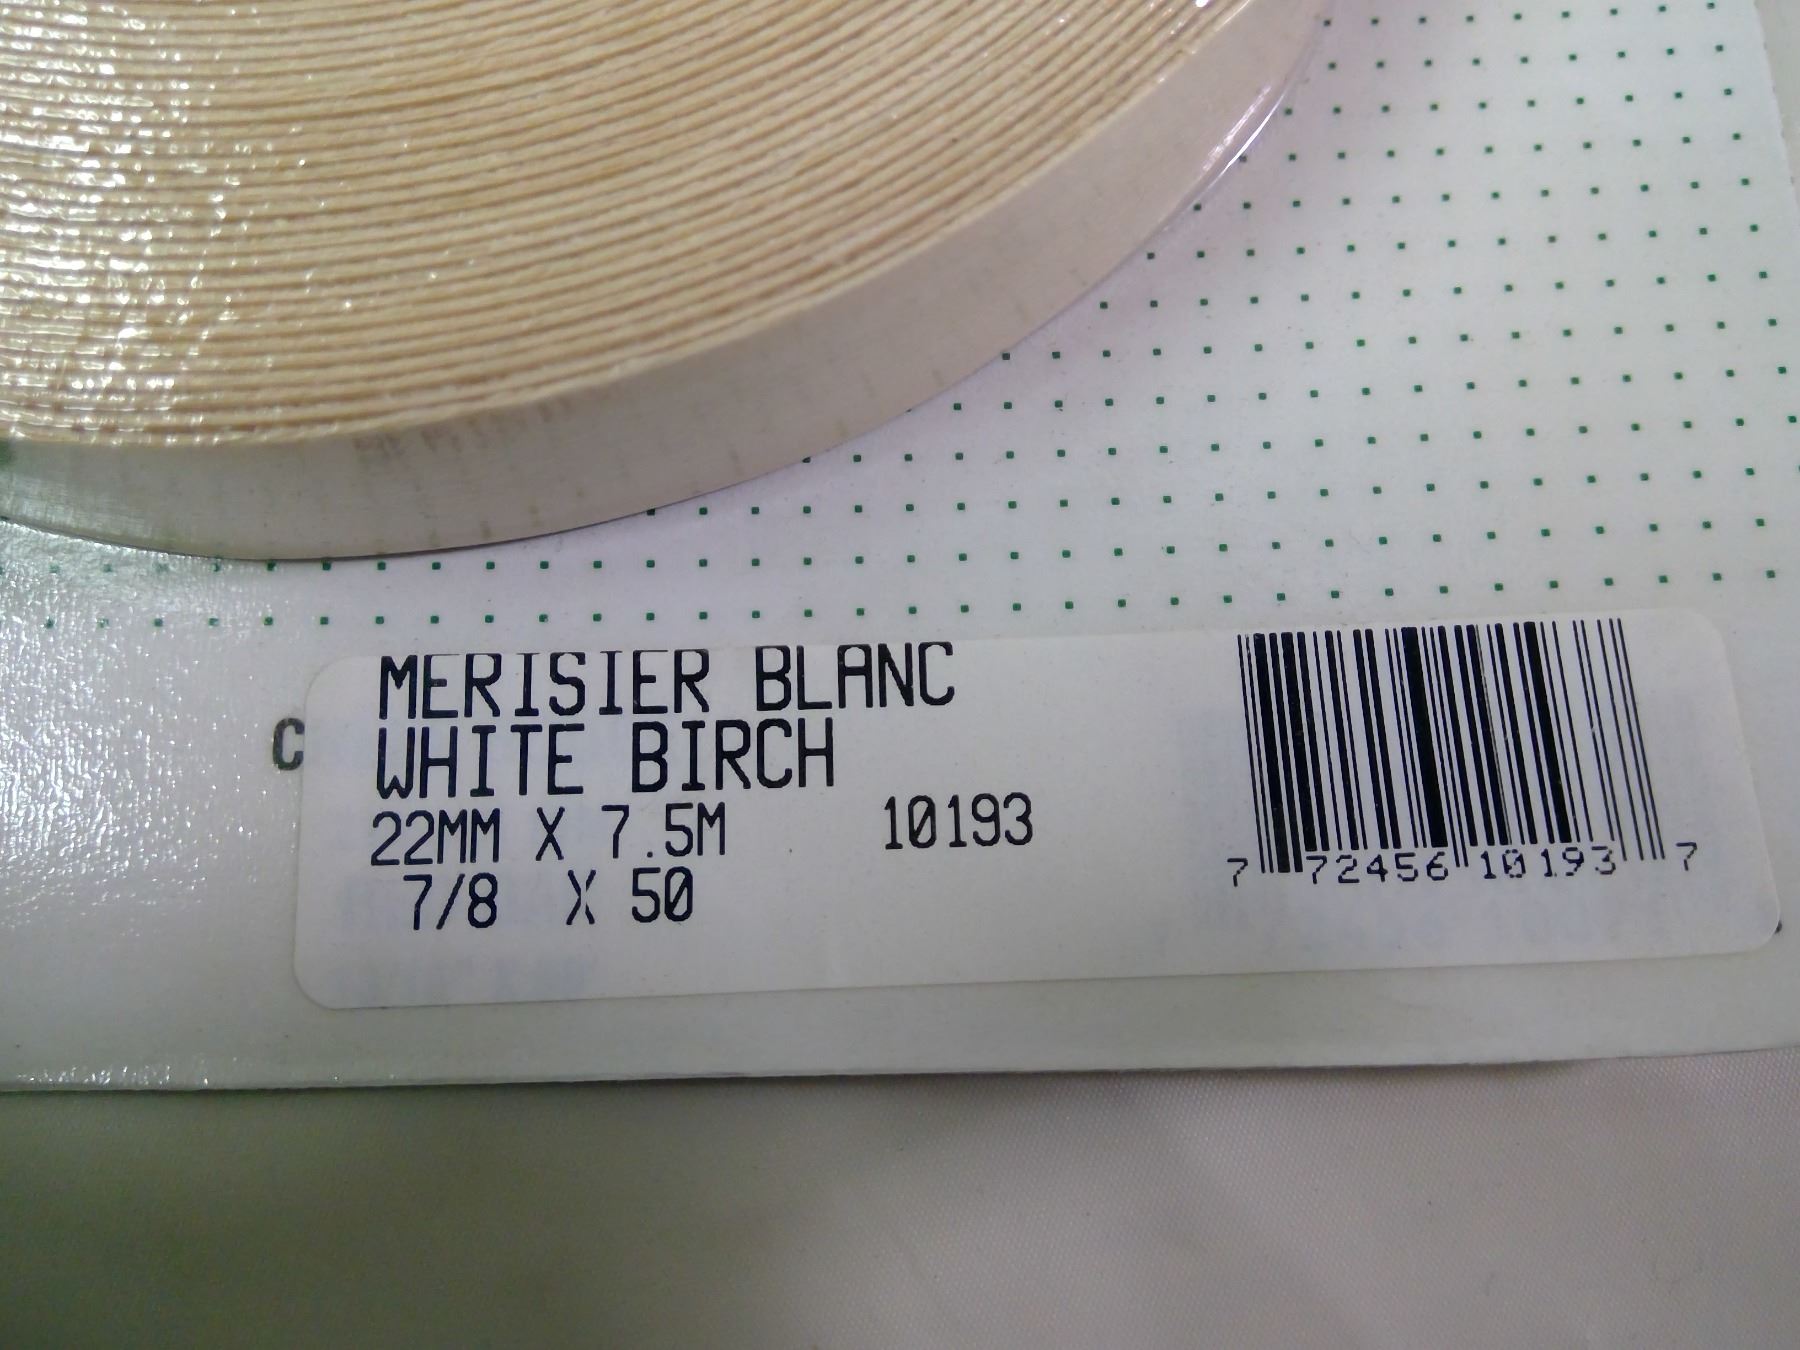 MERISIER BLANC
WHITE BIRCH
22MM X 7.5M 10193
7/8 X 50
7 72456 10193 7
C